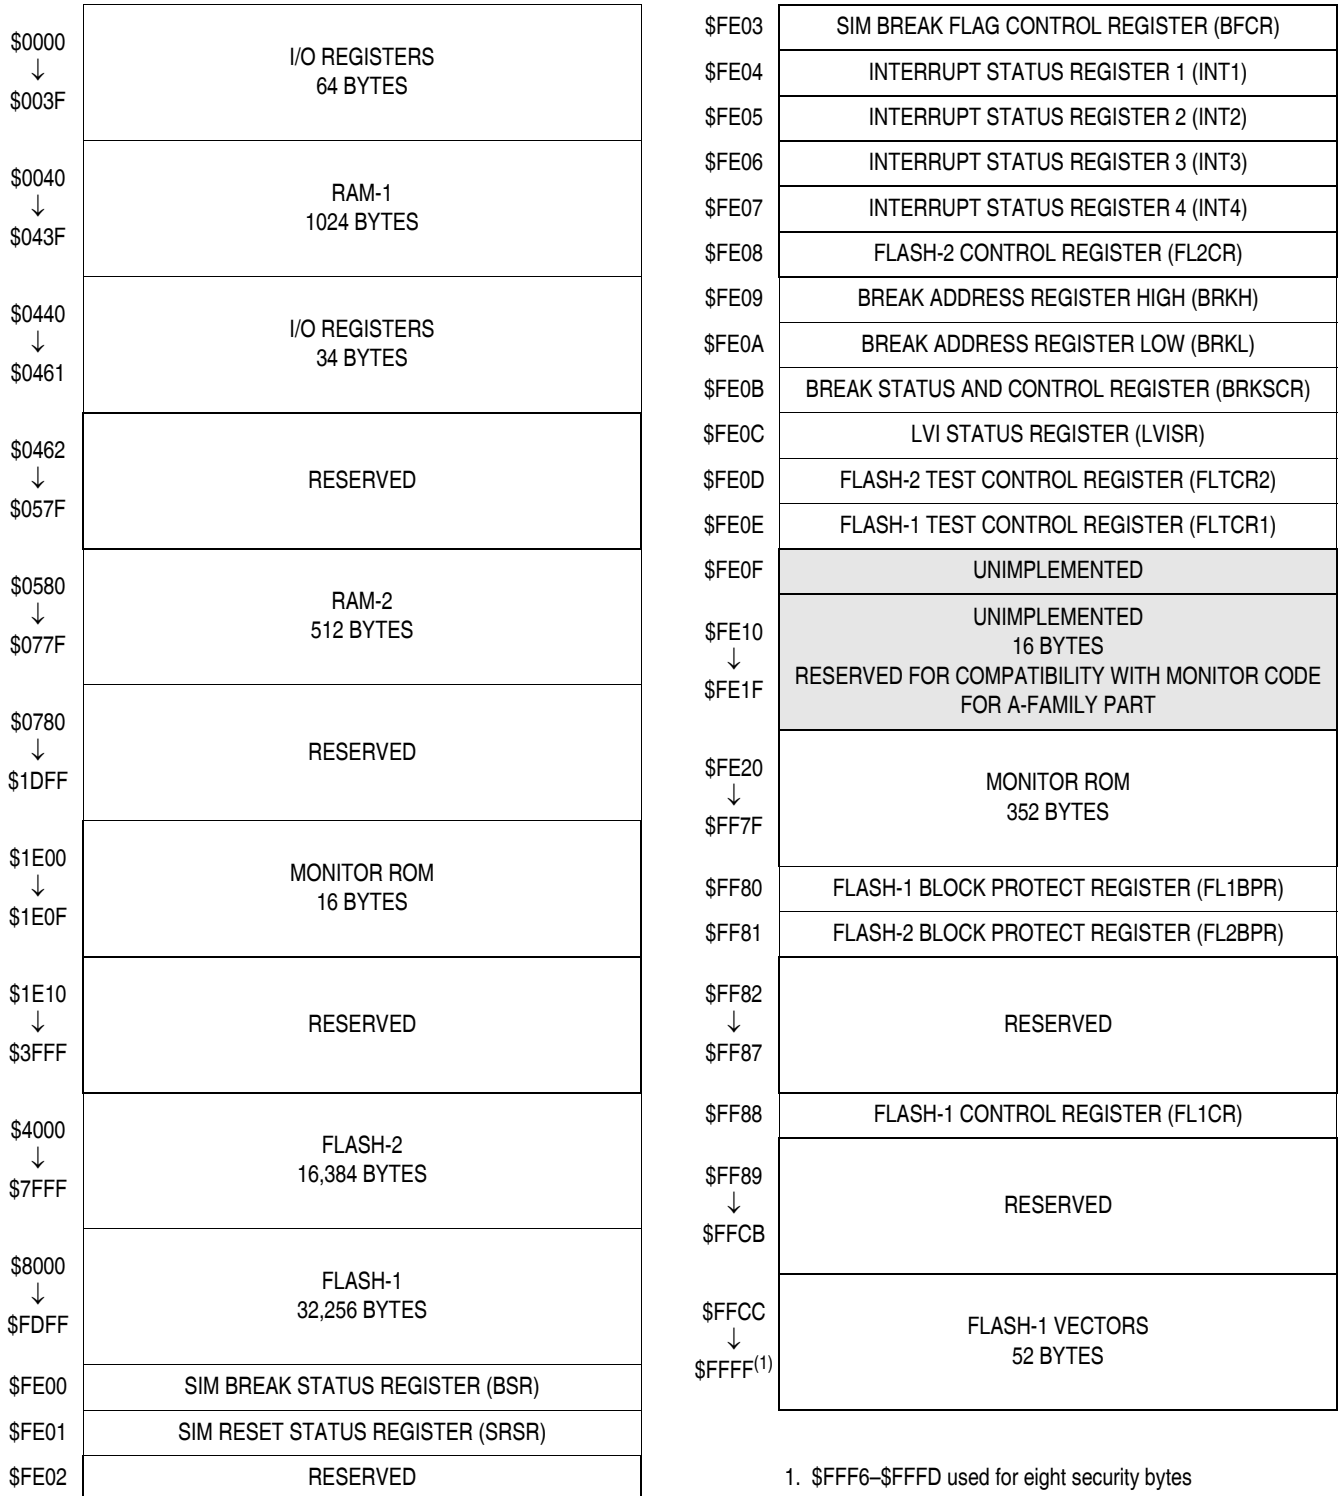 $0000
↓
$003F
I/O REGISTERS
64 BYTES
$0040
↓
$043F
RAM-1
1024 BYTES
$0440
↓
$0461
I/O REGISTERS
34 BYTES
$0462
↓
$057F
RESERVED
$0580
↓
$077F
RAM-2
512 BYTES
$0780
↓
$1DFF
RESERVED
$1E00
↓
$1E0F
MONITOR ROM
16 BYTES
$1E10
↓
$3FFF
RESERVED
$4000
↓
$7FFF
FLASH-2
16,384 BYTES
$8000
↓
$FDFF
FLASH-1
32,256 BYTES
$FE00 SIM BREAK STATUS REGISTER (BSR)
$FE01 SIM RESET STATUS REGISTER (SRSR)
$FE02 RESERVED
$FE03 SIM BREAK FLAG CONTROL REGISTER (BFCR)
$FE04 INTERRUPT STATUS REGISTER 1 (INT1)
$FE05 INTERRUPT STATUS REGISTER 2 (INT2)
$FE06 INTERRUPT STATUS REGISTER 3 (INT3)
$FE07 INTERRUPT STATUS REGISTER 4 (INT4)
$FE08 FLASH-2 CONTROL REGISTER (FL2CR)
$FE09 BREAK ADDRESS REGISTER HIGH (BRKH)
$FE0A BREAK ADDRESS REGISTER LOW (BRKL)
$FE0B BREAK STATUS AND CONTROL REGISTER (BRKSCR)
$FE0C LVI STATUS REGISTER (LVISR)
$FE0D FLASH-2 TEST CONTROL REGISTER (FLTCR2)
$FE0E FLASH-1 TEST CONTROL REGISTER (FLTCR1)
$FE0F UNIMPLEMENTED
$FE10
↓
$FE1F
UNIMPLEMENTED
16 BYTES
RESERVED FOR COMPATIBILITY WITH MONITOR CODE
FOR A-FAMILY PART
$FE20
↓
$FF7F
MONITOR ROM
352 BYTES
$FF80 FLASH-1 BLOCK PROTECT REGISTER (FL1BPR)
$FF81 FLASH-2 BLOCK PROTECT REGISTER (FL2BPR)
$FF82
↓
$FF87
RESERVED
$FF88 FLASH-1 CONTROL REGISTER (FL1CR)
$FF89
↓
$FFCB
RESERVED
$FFCC
↓
$FFFF(1)
FLASH-1 VECTORS
52 BYTES
1. $FFF6–$FFFD used for eight security bytes